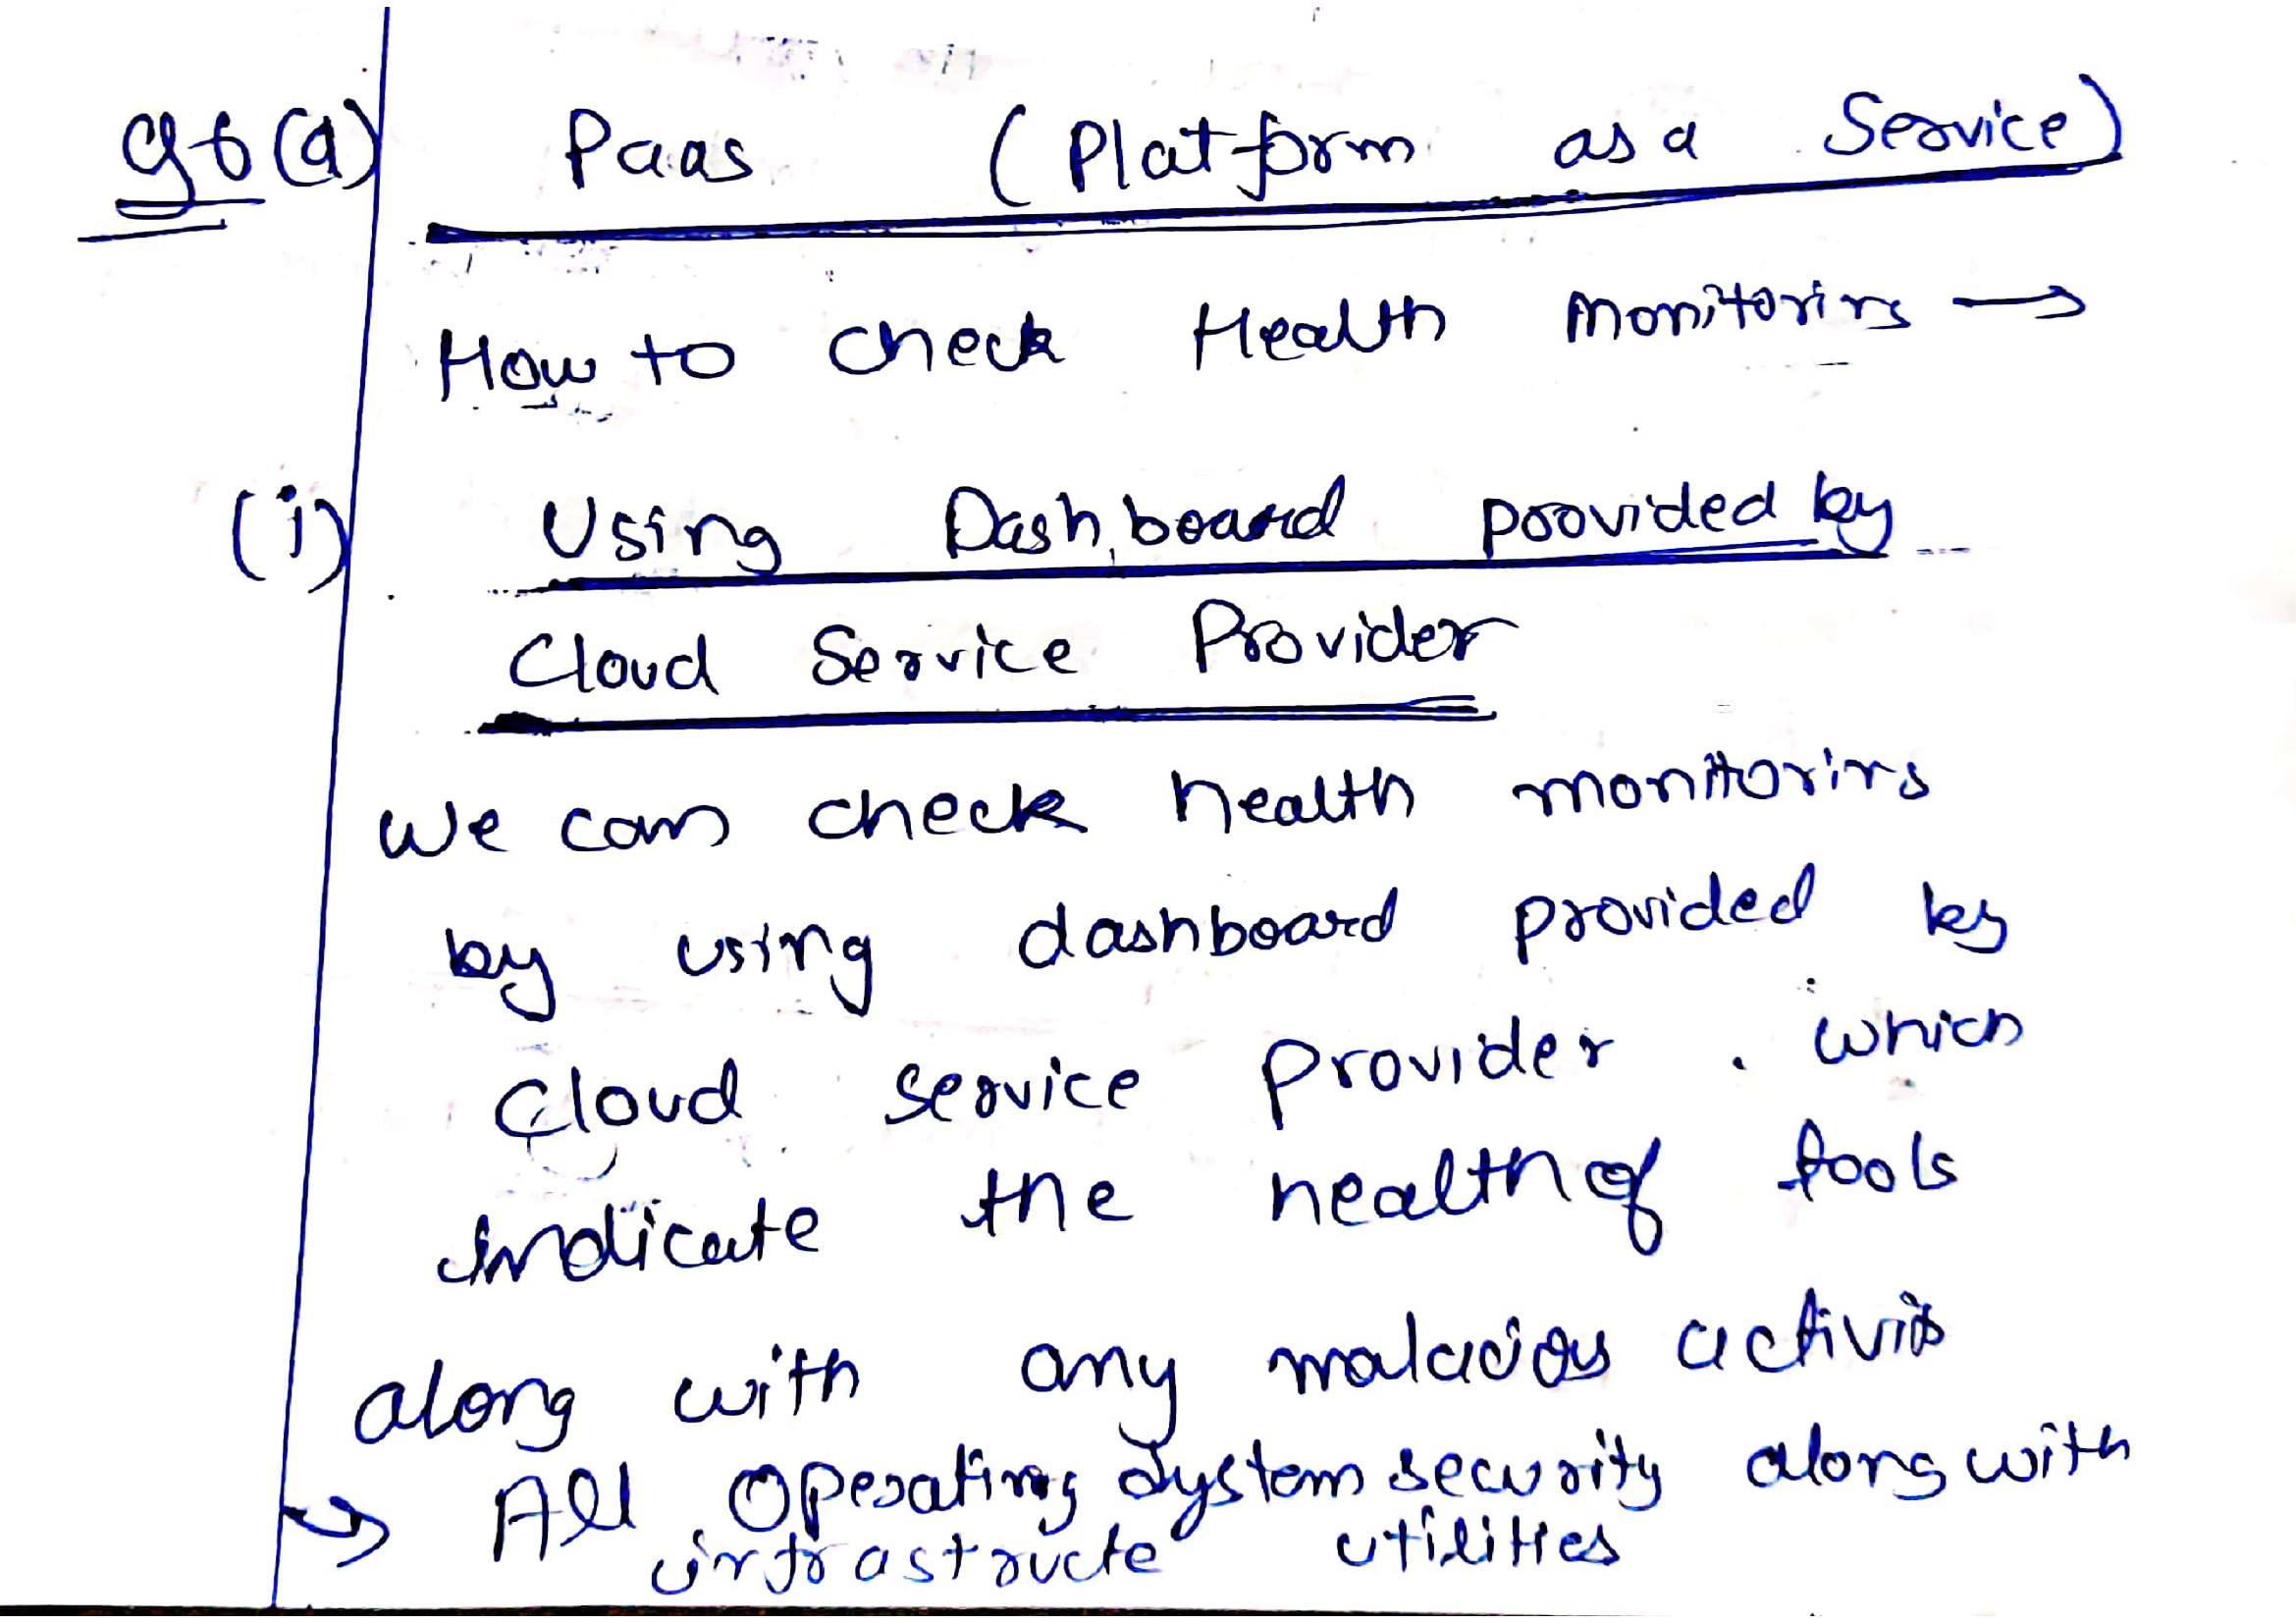 96(a) Paas (Platform as a Service)
How to check Health monitoring →
(i) Using Dashboard provided by
Cloud Service Provider
We can check health monitoring
by using dashboard provided by
Cloud service provider . which
indicate the health of tools
along with any malacious activity
→ All Operating System security along with
infrastructe utilities